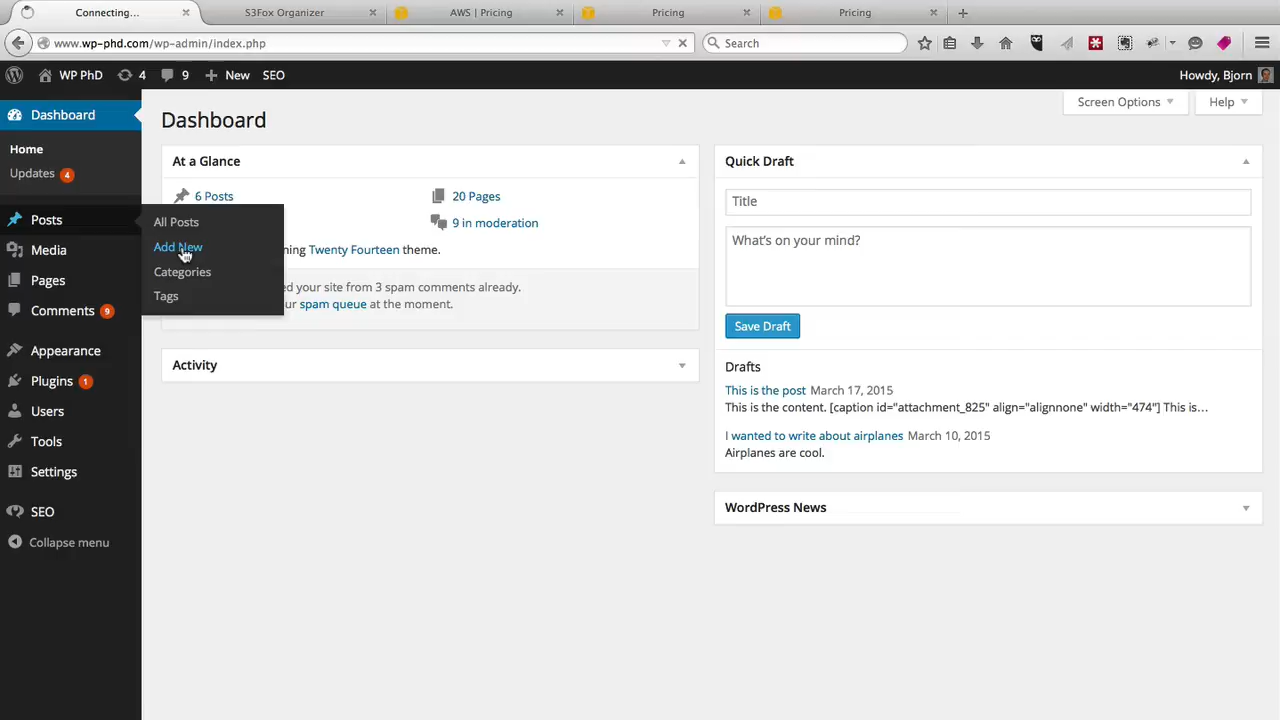 Connecting...
S3Fox Organizer
AWS | Pricing
Pricing
Pricing
www.wp-phd.com/wp-admin/index.php
Search
WP PhD
4
9
New
SEO
Howdy, Bjorn
Dashboard
Home
Updates 4
Posts
Media
Pages
Comments 9
Appearance
Plugins 1
Users
Tools
Settings
SEO
Collapse menu
All Posts
Add New
Categories
Tags
Screen Options
Help
Dashboard
At a Glance
6 Posts
20 Pages
9 in moderation
ning Twenty Fourteen theme.
ed your site from 3 spam comments already.
ur spam queue at the moment.
Activity
Quick Draft
Title
What's on your mind?
Save Draft
Drafts
This is the post March 17, 2015
This is the content. [caption id="attachment_825" align="alignnone" width="474"] This is…
I wanted to write about airplanes March 10, 2015
Airplanes are cool.
WordPress News